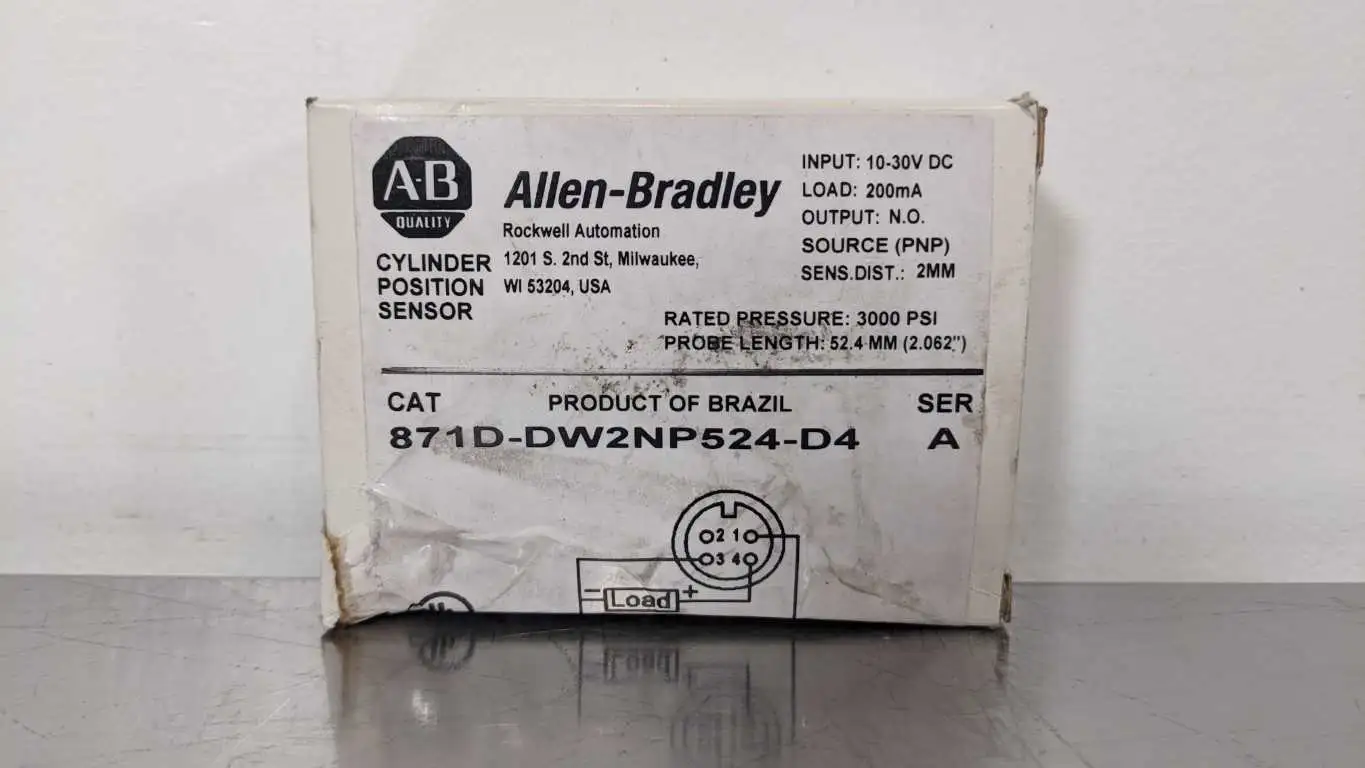 A-B
QUALITY
Allen-Bradley
Rockwell Automation
1201 S. 2nd St, Milwaukee,
WI 53204, USA
CYLINDER
POSITION
SENSOR
INPUT: 10-30V DC
LOAD: 200mA
OUTPUT: N.O.
SOURCE (PNP)
SENS.DIST.: 2MM
RATED PRESSURE: 3000 PSI
PROBE LENGTH: 52.4 MM (2.062")
CAT PRODUCT OF BRAZIL SER
871D-DW2NP524-D4 A
2 1
3 4
− Load +